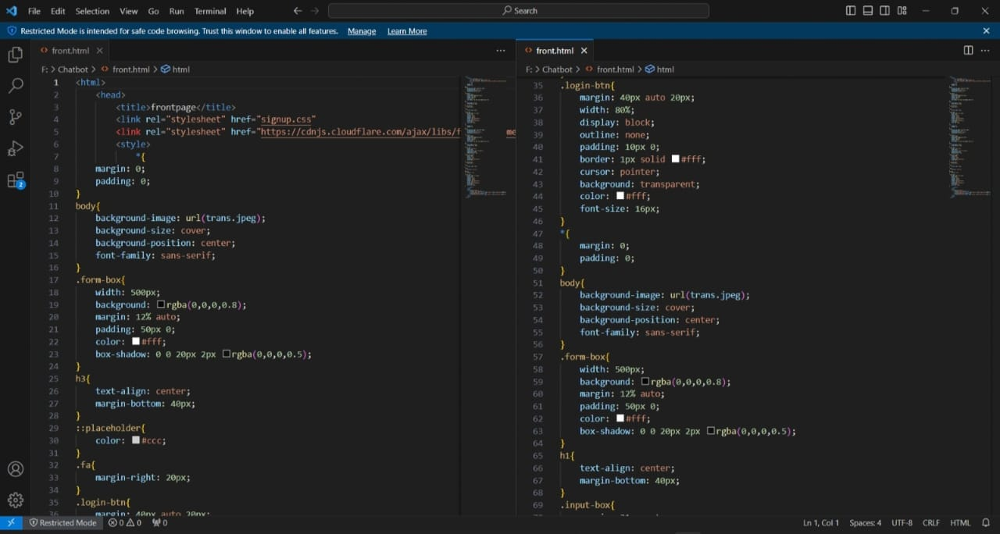 File Edit Selection View Go Run Terminal Help Search
Restricted Mode is intended for safe code browsing. Trust this window to enable all features. Manage Learn More
front.html
F: > Chatbot > front.html > html
1 <html>
2 <head>
3 <title>frontpage</title>
4 <link rel="stylesheet" href="signup.css"
5 <link rel="stylesheet" href="https://cdnjs.cloudflare.com/ajax/libs/f me
6 <style>
7 *{
8 margin: 0;
9 padding: 0;
10 }
11 body{
12 background-image: url(trans.jpeg);
13 background-size: cover;
14 background-position: center;
15 font-family: sans-serif;
16 }
17 .form-box{
18 width: 500px;
19 background: rgba(0,0,0,0.8);
20 margin: 12% auto;
21 padding: 50px 0;
22 color: #fff;
23 box-shadow: 0 0 20px 2px rgba(0,0,0,0.5);
24 }
25 h3{
26 text-align: center;
27 margin-bottom: 40px;
28 }
29 ::placeholder{
30 color: #ccc;
31 }
32 .fa{
33 margin-right: 20px;
34 }
35 .login-btn{
36 margin: 40px auto 20px;
front.html
F: > Chatbot > front.html > html
35 .login-btn{
36 margin: 40px auto 20px;
37 width: 80%;
38 display: block;
39 outline: none;
40 padding: 10px 0;
41 border: 1px solid #fff;
42 cursor: pointer;
43 background: transparent;
44 color: #fff;
45 font-size: 16px;
46 }
47 *{
48 margin: 0;
49 padding: 0;
50 }
51 body{
52 background-image: url(trans.jpeg);
53 background-size: cover;
54 background-position: center;
55 font-family: sans-serif;
56 }
57 .form-box{
58 width: 500px;
59 background: rgba(0,0,0,0.8);
60 margin: 12% auto;
61 padding: 50px 0;
62 color: #fff;
63 box-shadow: 0 0 20px 2px rgba(0,0,0,0.5);
64 }
65 h1{
66 text-align: center;
67 margin-bottom: 40px;
68 }
69 .input-box{
2
Restricted Mode 0 0 0 Ln 1, Col 1 Spaces: 4 UTF-8 CRLF HTML